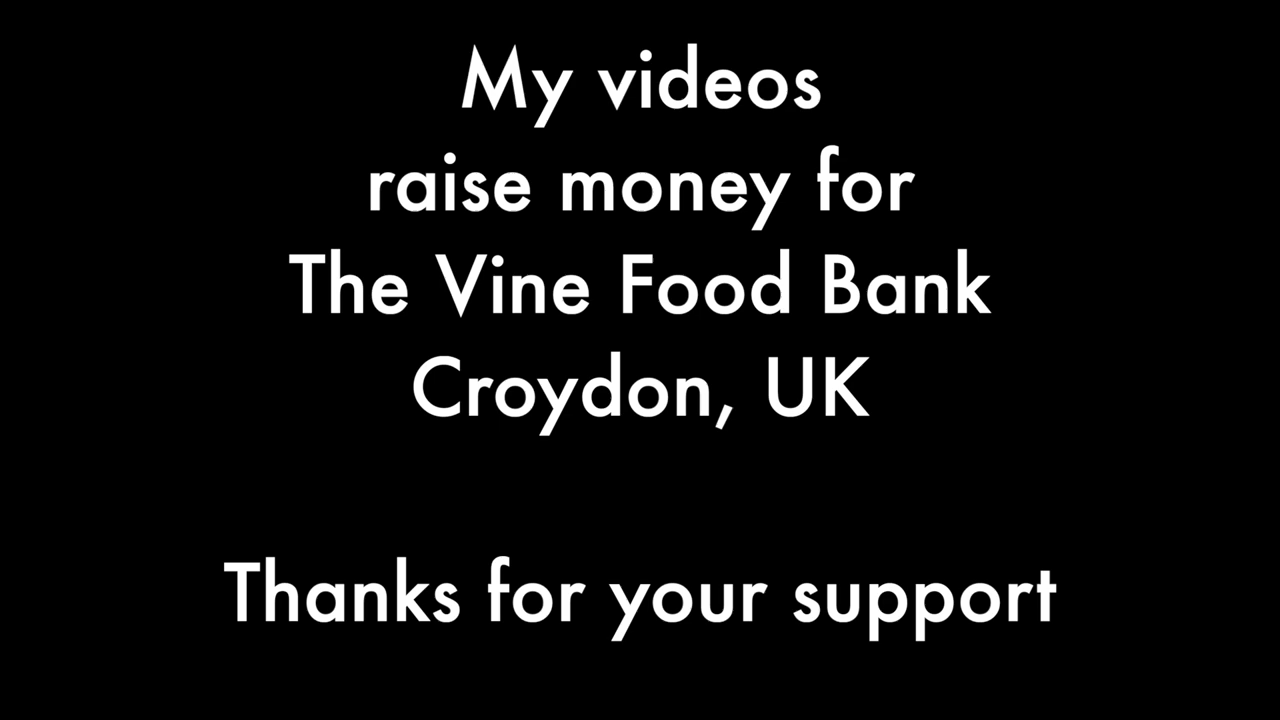 My videos
raise money for
The Vine Food Bank
Croydon, UK
Thanks for your support